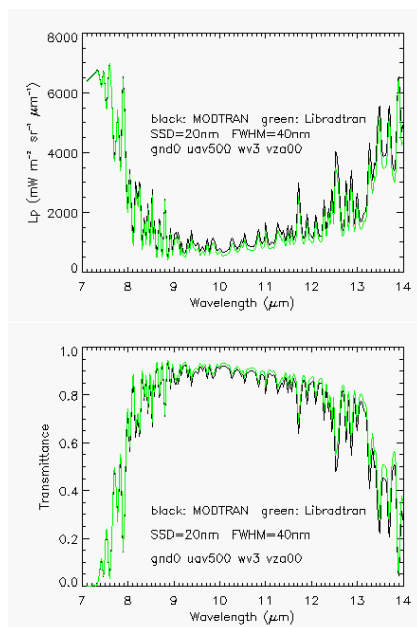 8000
6000
4000
2000
0
Lp (mW m⁻² sr⁻¹ μm⁻¹)
black: MODTRAN green: Libradtran
SSD=20nm FWHM=40nm
gnd0 uav500 wv3 vza00
7 8 9 10 11 12 13 14
Wavelength (μm)
1.0
0.8
0.6
0.4
0.2
0.0
Transmittance
black: MODTRAN green: Libradtran
SSD=20nm FWHM=40nm
gnd0 uav500 wv3 vza00
7 8 9 10 11 12 13 14
Wavelength (μm)